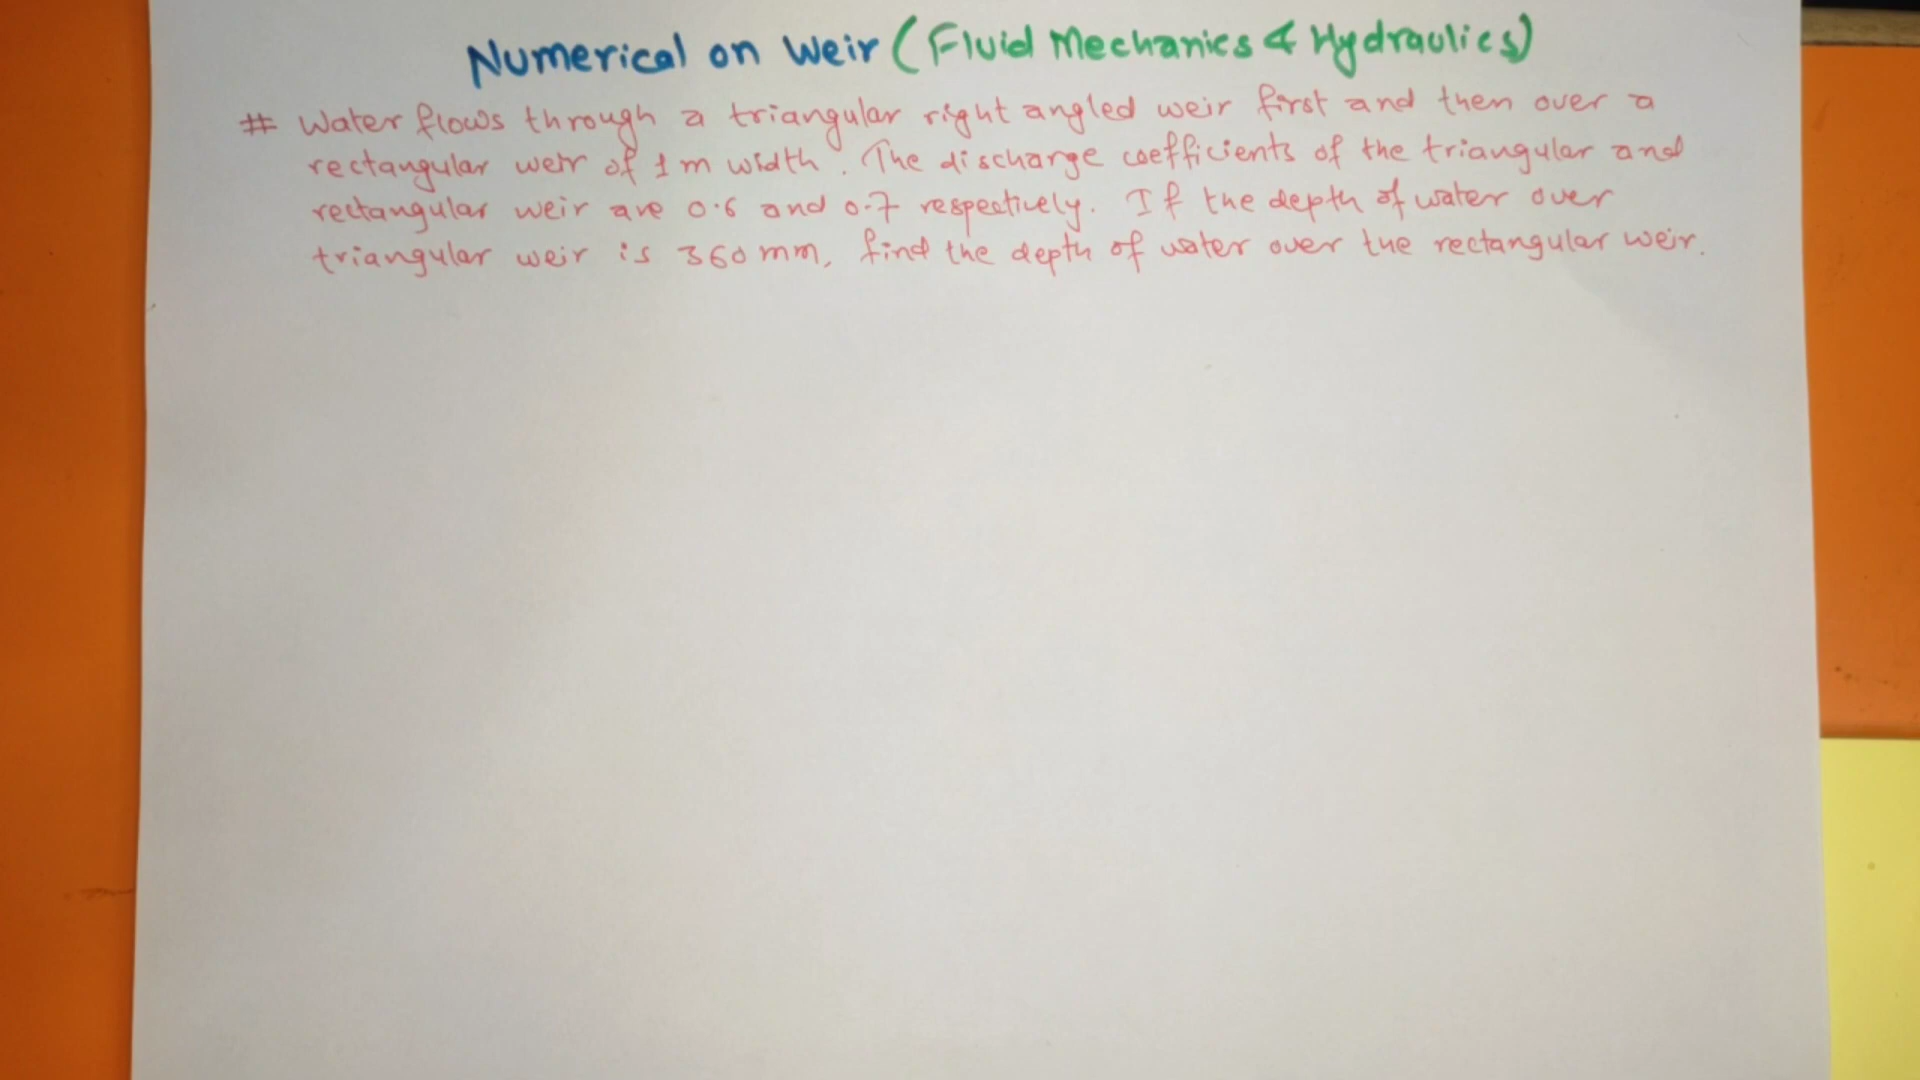 Numerical on Weir (Fluid Mechanics & Hydraulics)
# Water flows through a triangular right angled weir first and then over a
rectangular weir of 1 m width. The discharge coefficients of the triangular and
rectangular weir are 0.6 and 0.7 respectively. If the depth of water over
triangular weir is 360 mm, find the depth of water over the rectangular weir.